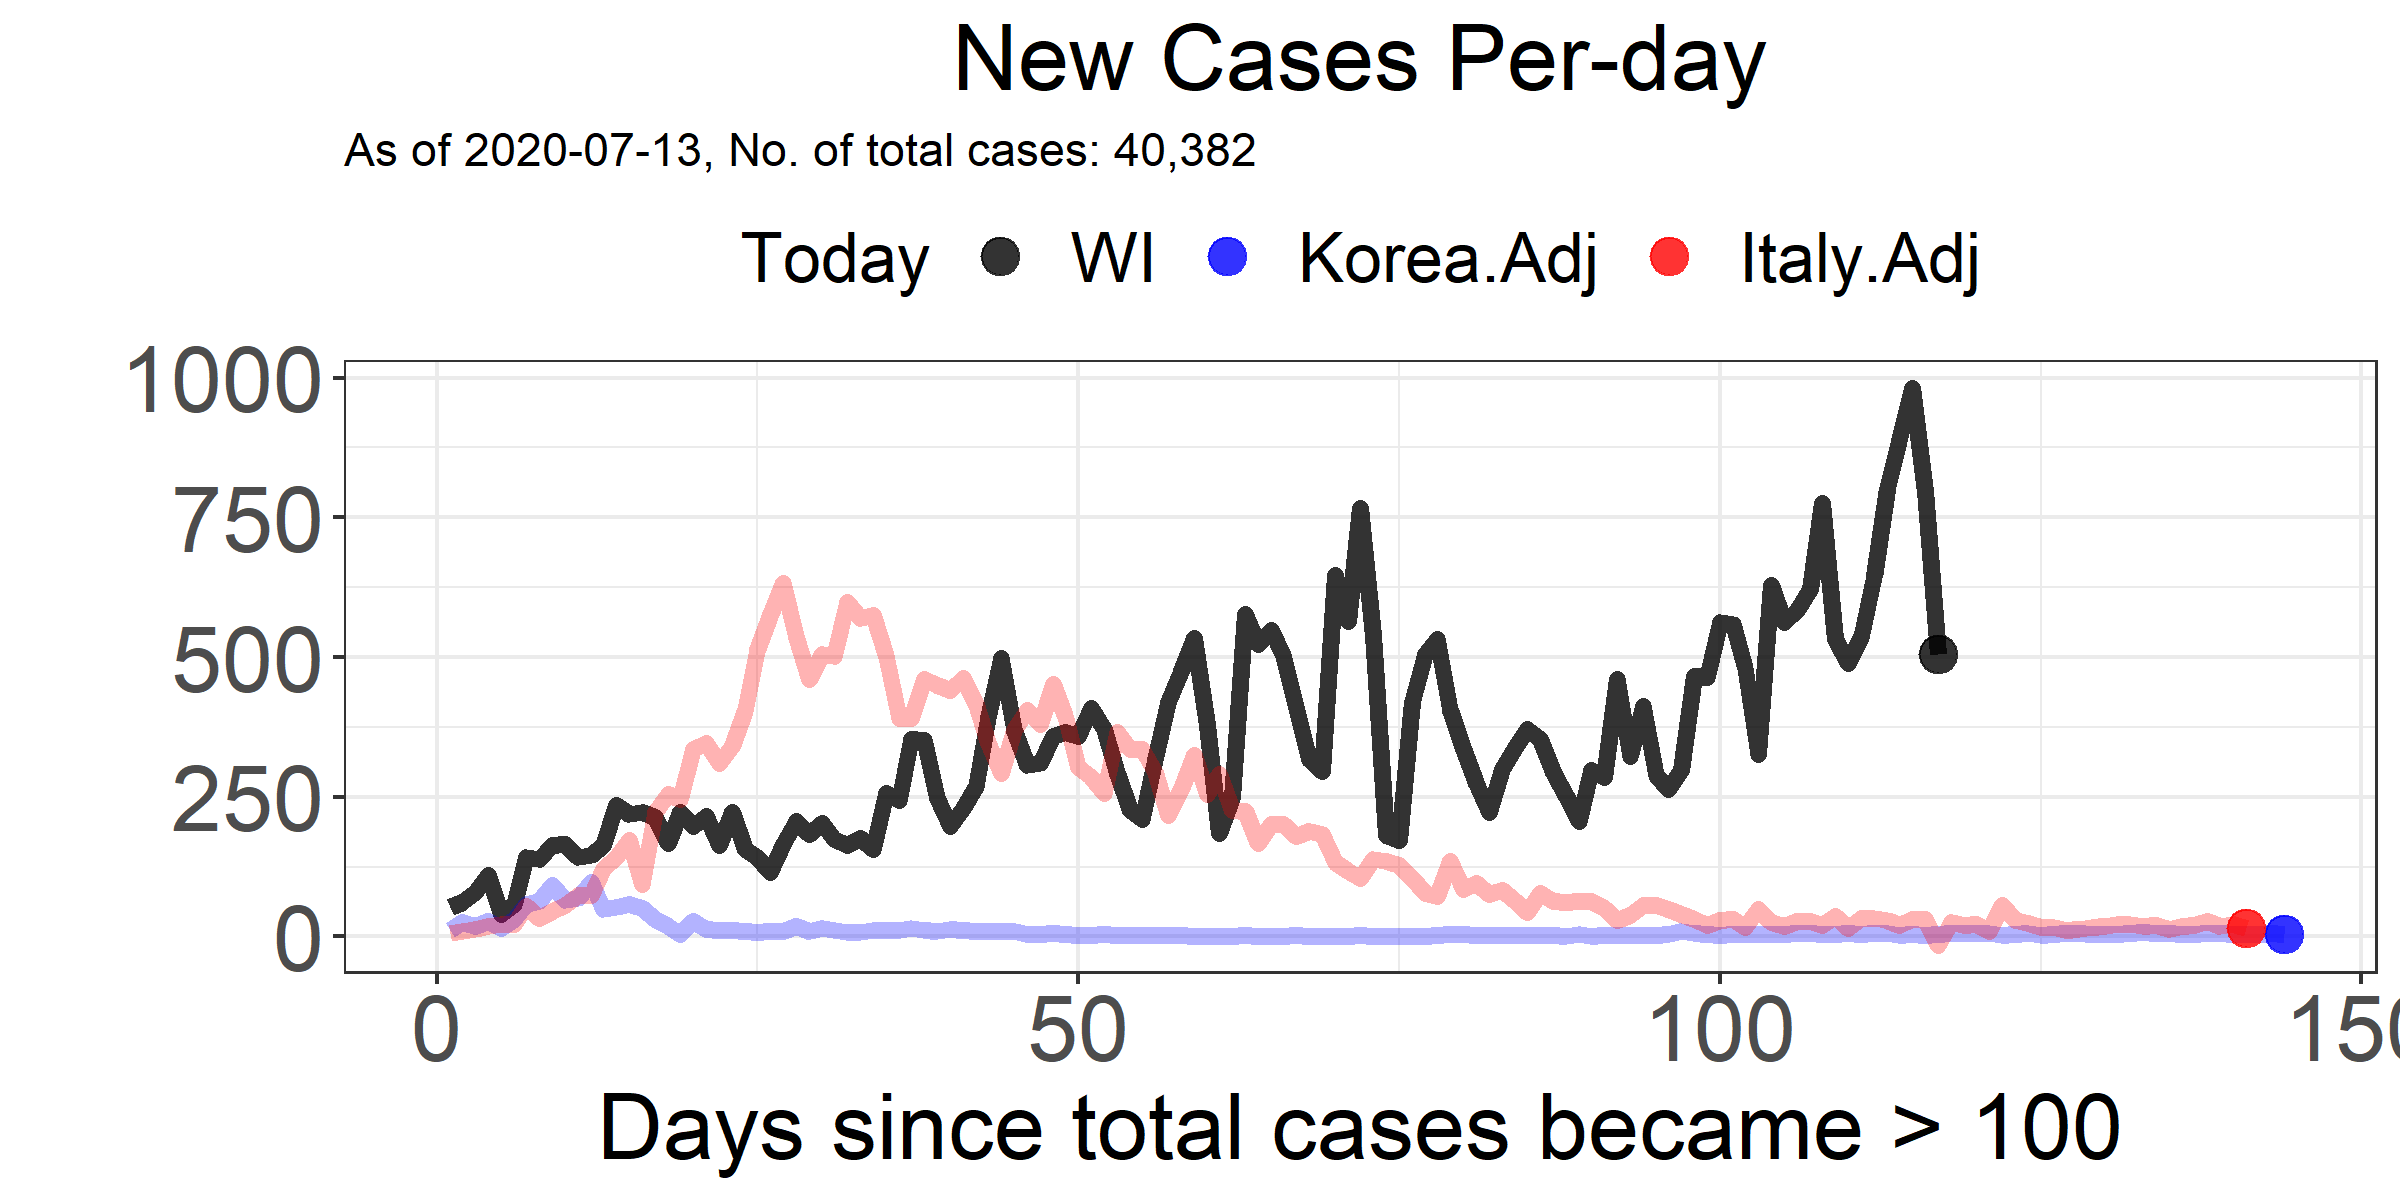 New Cases Per-day
As of 2020-07-13, No. of total cases: 40,382
Today WI Korea.Adj Italy.Adj
1000
750
500
250
0
0 50 100 150
Days since total cases became > 100